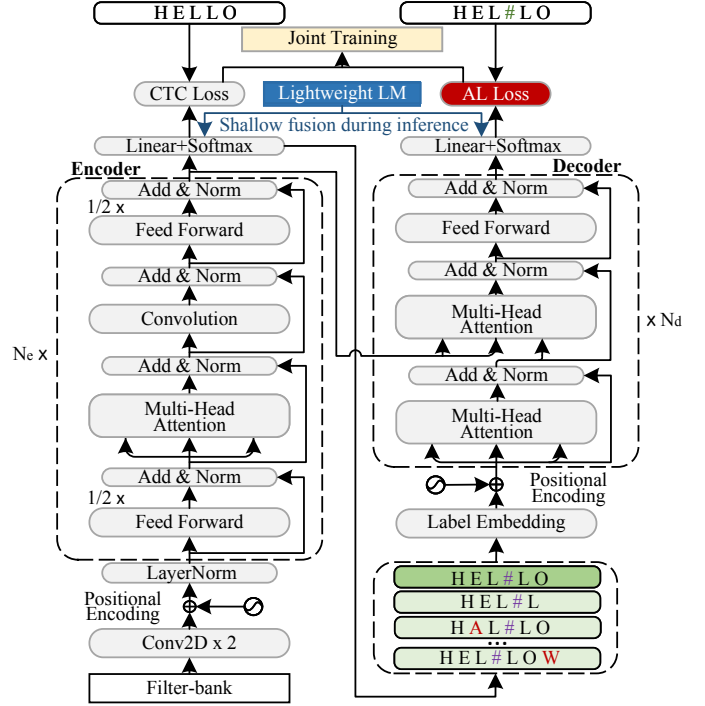 HELLO
HEL#LO
Joint Training
CTC Loss
Lightweight LM
AL Loss
Shallow fusion during inference
Linear+Softmax
Linear+Softmax
Encoder
Decoder
Add & Norm
1/2 x
Feed Forward
Add & Norm
Convolution
Add & Norm
Multi-Head
Attention
Add & Norm
1/2 x
Feed Forward
Ne x
LayerNorm
Positional
Encoding
Conv2D x 2
Filter-bank
Add & Norm
Feed Forward
Add & Norm
Multi-Head
Attention
Add & Norm
Multi-Head
Attention
x Nd
Positional
Encoding
Label Embedding
HEL#LO
HEL#L
HAL#LO
...
HEL#LOW